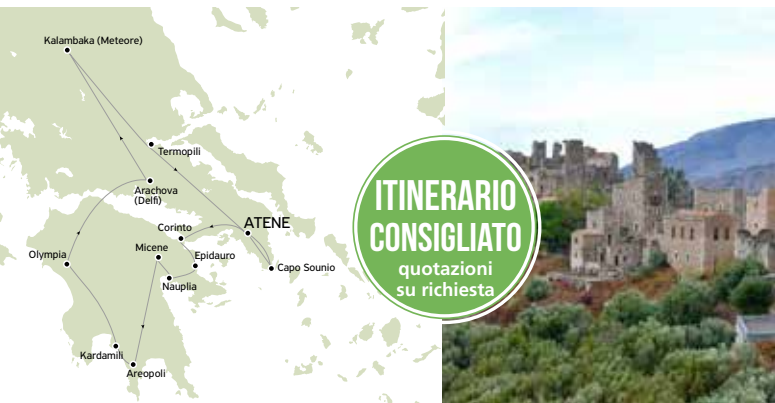 Kalambaka (Meteore)
Termopili
Arachova
(Delfi)
ATENE
Corinto
Micene
Epidauro
Olympia
Capo Sounio
Nauplia
Kardamili
Areopoli
ITINERARIO
CONSIGLIATO
quotazioni
su richiesta